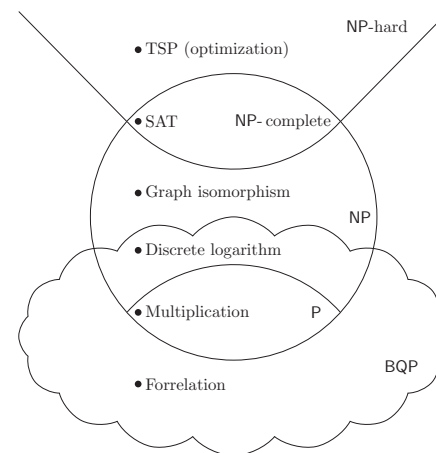 NP-hard
• TSP (optimization)
• SAT
NP-complete
• Graph isomorphism
NP
• Discrete logarithm
• Multiplication
P
BQP
• Forrelation